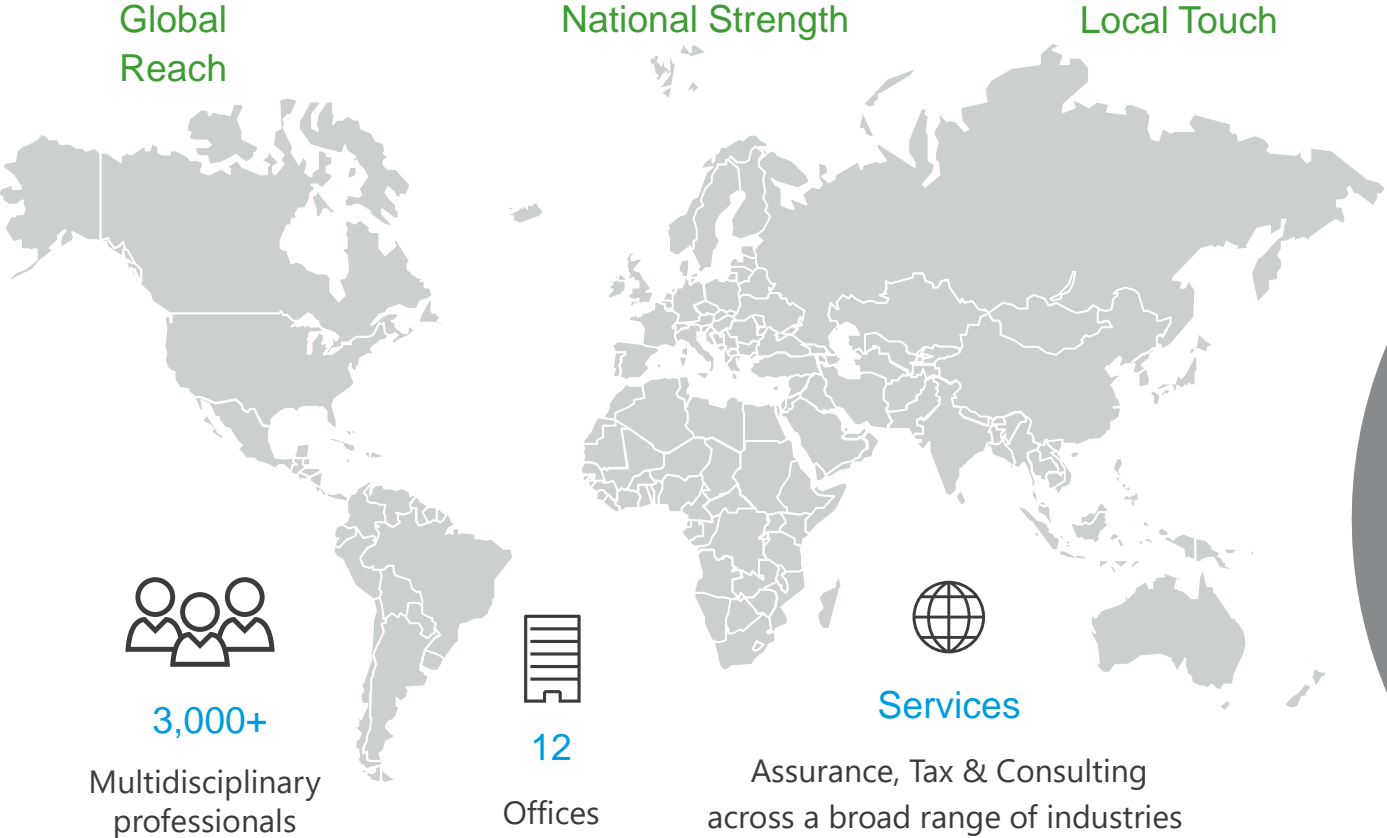 Global
Reach
National Strength
Local Touch
3,000+
Multidisciplinary
professionals
12
Offices
Services
Assurance, Tax & Consulting
across a broad range of industries